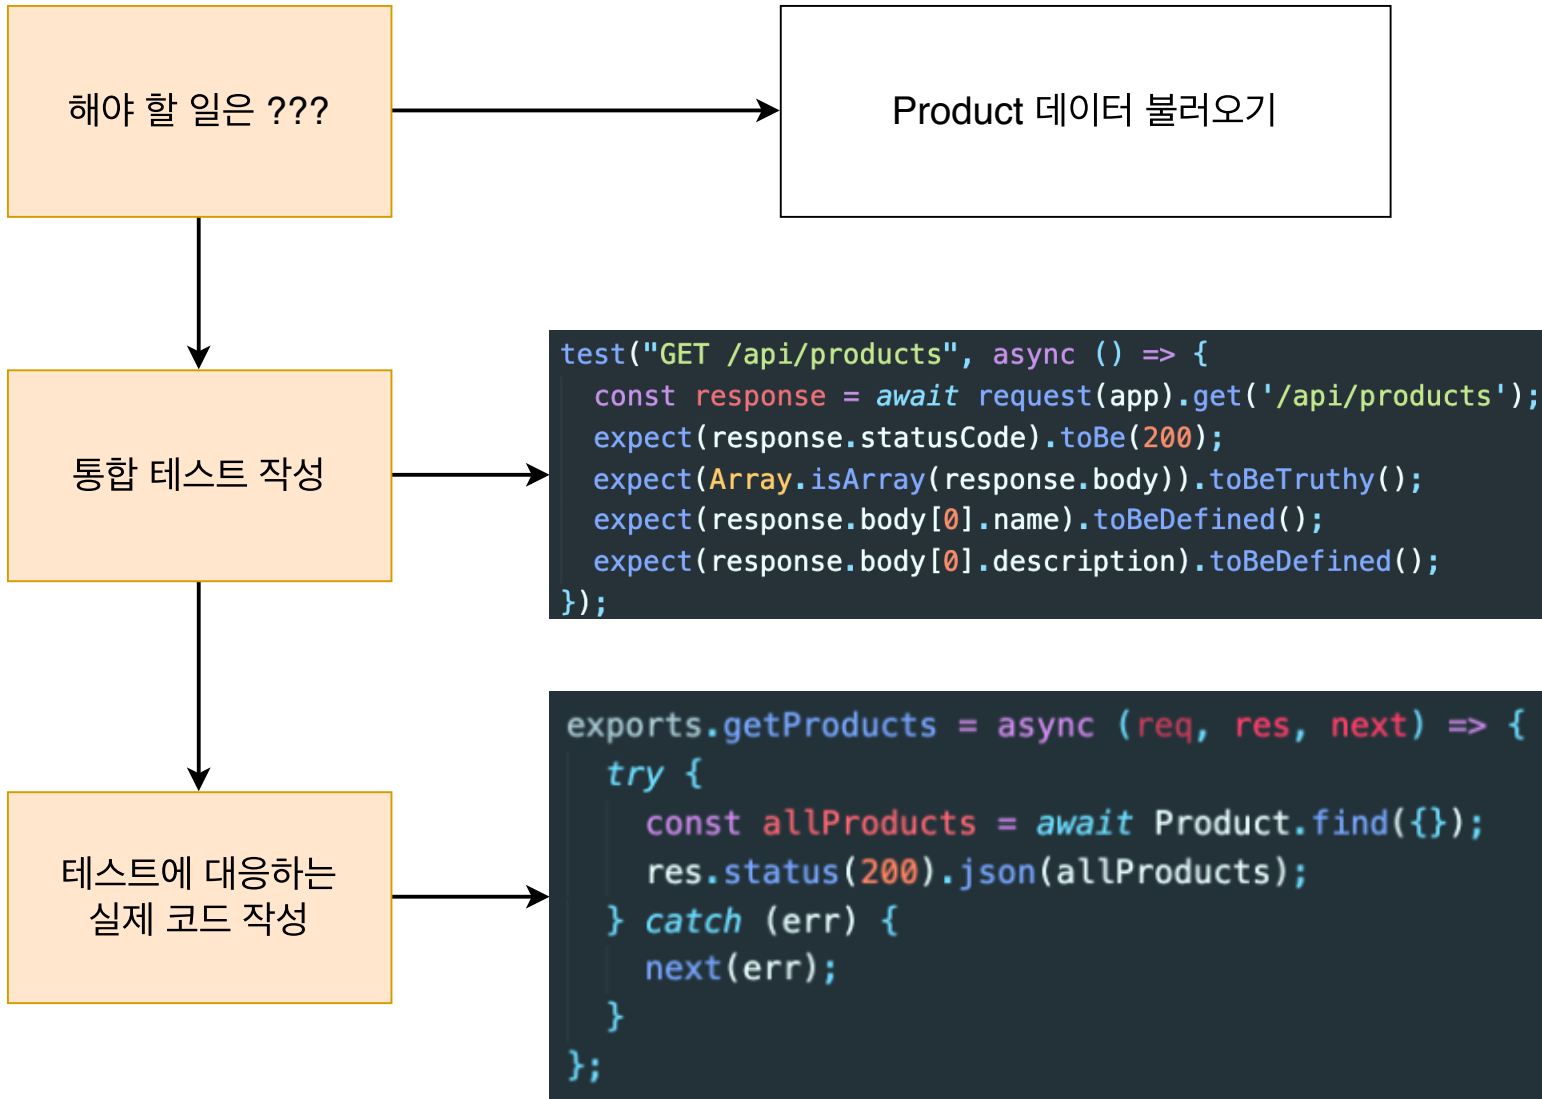 해야 할 일은 ???
Product 데이터 불러오기
통합 테스트 작성
test("GET /api/products", async () => {
  const response = await request(app).get('/api/products');
  expect(response.statusCode).toBe(200);
  expect(Array.isArray(response.body)).toBeTruthy();
  expect(response.body[0].name).toBeDefined();
  expect(response.body[0].description).toBeDefined();
});
테스트에 대응하는
실제 코드 작성
exports.getProducts = async (req, res, next) => {
  try {
    const allProducts = await Product.find({});
    res.status(200).json(allProducts);
  } catch (err) {
    next(err);
  }
};